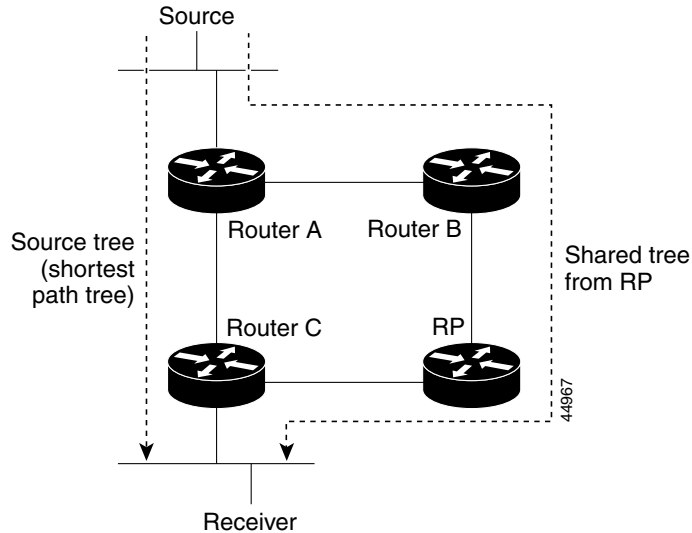 Source
Router A
Router B
Source tree
(shortest
path tree)
Shared tree
from RP
Router C
RP
44967
Receiver